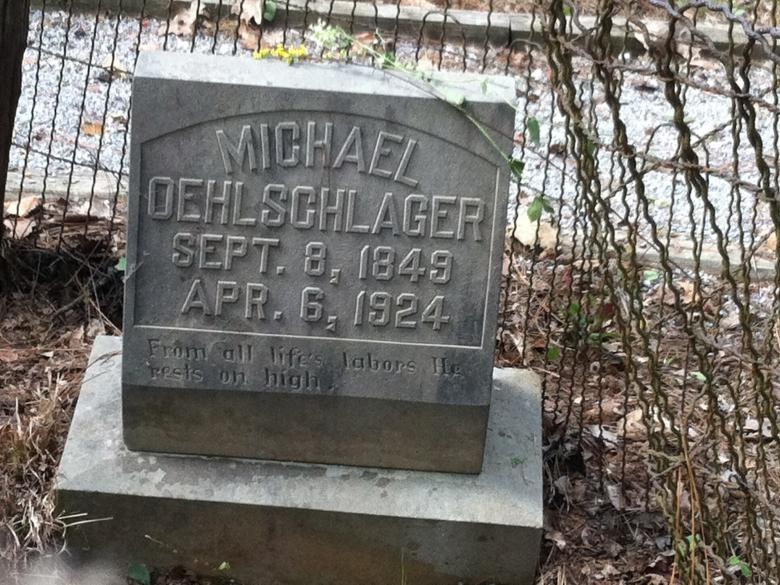 MICHAEL
OEHLSCHLAGER
SEPT. 8, 1849
APR. 6, 1924
From all life's labors He
rests on high.